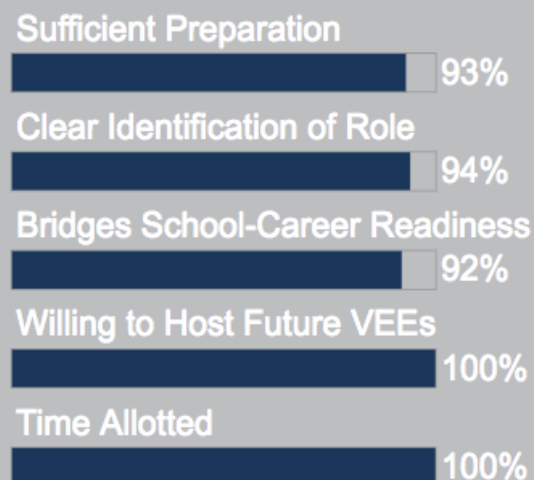 Sufficient Preparation
93%
Clear Identification of Role
94%
Bridges School-Career Readiness
92%
Willing to Host Future VEEs
100%
Time Allotted
100%